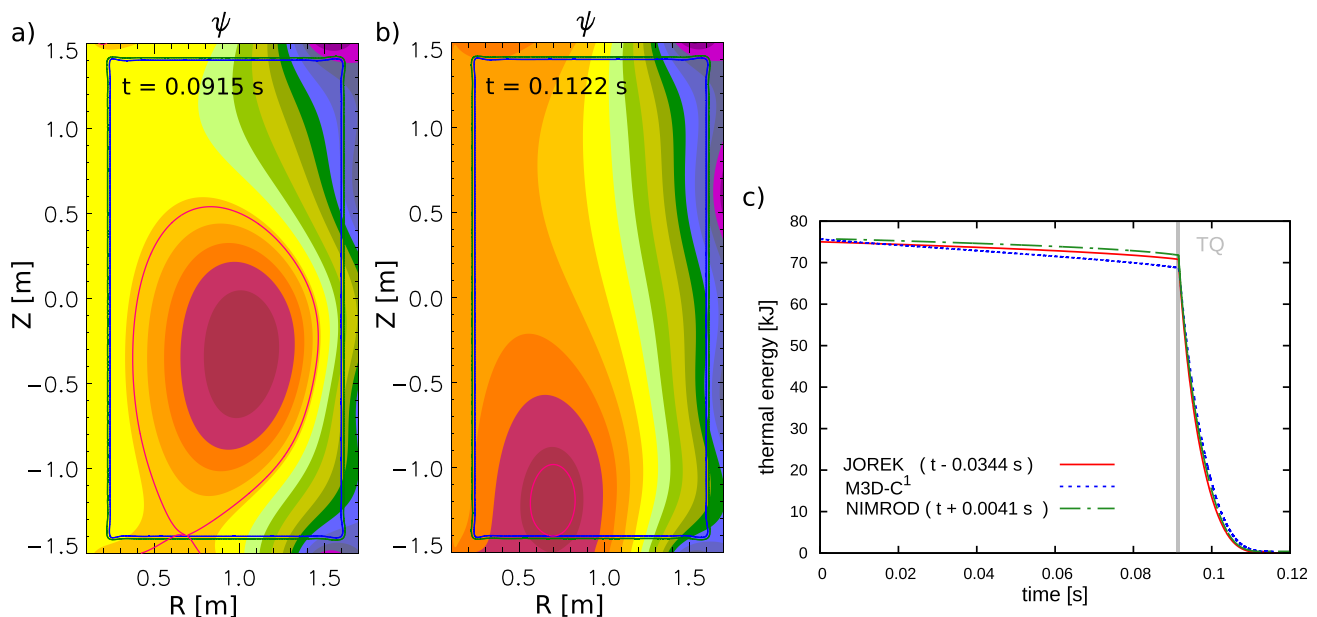 a)
ψ
t = 0.0915 s
1.5
1.0
0.5
0.0
−0.5
−1.0
−1.5
Z [m]
0.5 1.0 1.5
R [m]
b)
ψ
t = 0.1122 s
1.5
1.0
0.5
0.0
−0.5
−1.0
−1.5
Z [m]
0.5 1.0 1.5
R [m]
c)
TQ
80
70
60
50
40
30
20
10
0
thermal energy [kJ]
JOREK ( t - 0.0344 s )
M3D-C1
NIMROD ( t + 0.0041 s )
0 0.02 0.04 0.06 0.08 0.1 0.12
time [s]